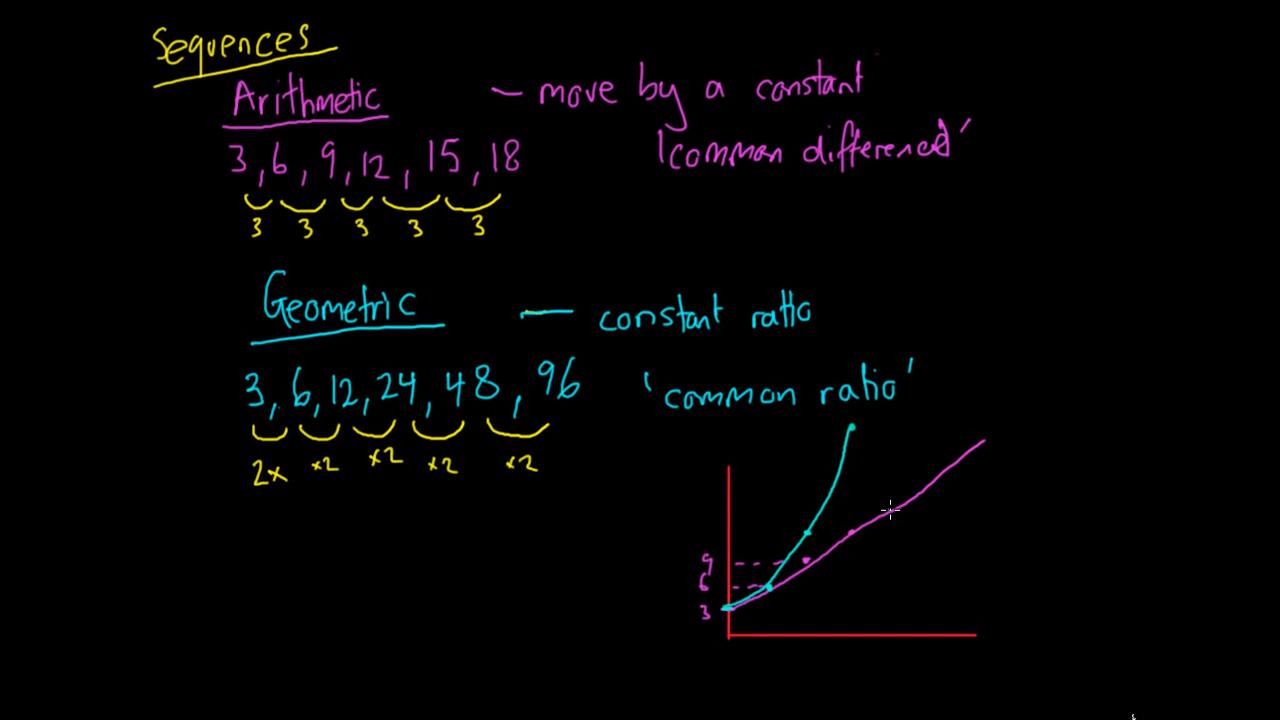 Sequences
Arithmetic – move by a constant
'common difference'
3, 6, 9, 12, 15, 18
3 3 3 3 3
Geometric — constant ratio
3, 6, 12, 24, 48, 96
'common ratio'
2x x2 x2 x2 x2
9
6
3